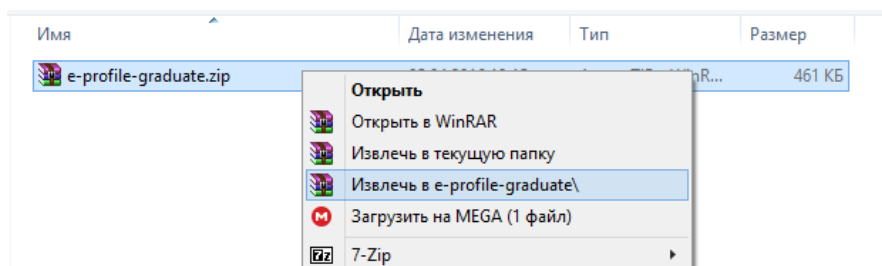 Имя Дата изменения Тип Размер
e-profile-graduate.zip 461 КБ
Открыть
Открыть в WinRAR
Извлечь в текущую папку
Извлечь в e-profile-graduate\
Загрузить на MEGA (1 файл)
7-Zip